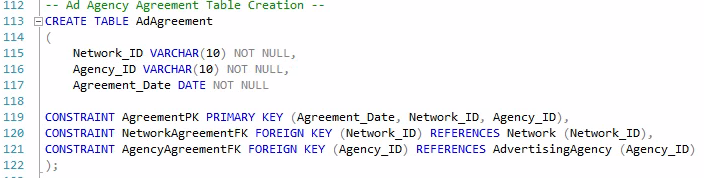 112 -- Ad Agency Agreement Table Creation --
113 CREATE TABLE AdAgreement
114 (
115 Network_ID VARCHAR(10) NOT NULL,
116 Agency_ID VARCHAR(10) NOT NULL,
117 Agreement_Date DATE NOT NULL
118
119 CONSTRAINT AgreementPK PRIMARY KEY (Agreement_Date, Network_ID, Agency_ID),
120 CONSTRAINT NetworkAgreementFK FOREIGN KEY (Network_ID) REFERENCES Network (Network_ID),
121 CONSTRAINT AgencyAgreementFK FOREIGN KEY (Agency_ID) REFERENCES AdvertisingAgency (Agency_ID)
122 );